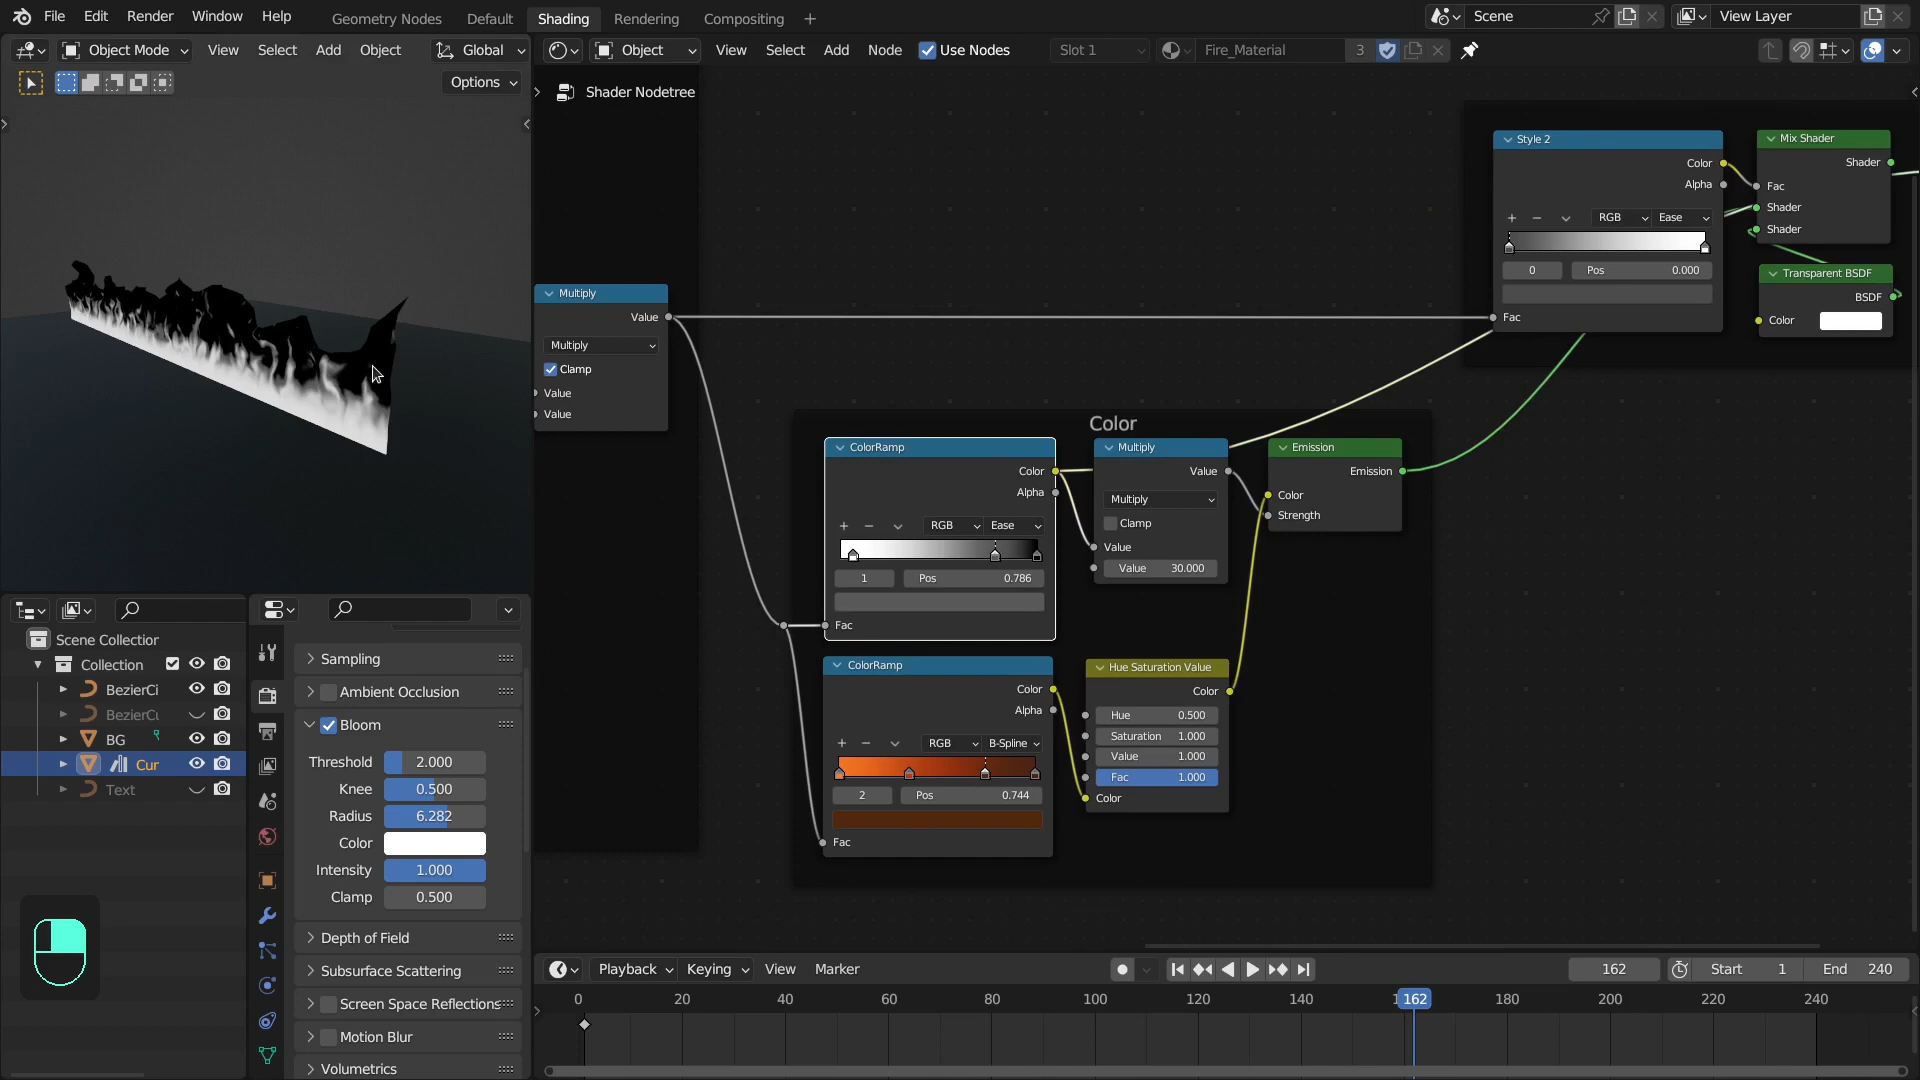 File Edit Render Window Help Geometry Nodes Default Shading Rendering Compositing + Scene View Layer
Object Mode View Select Add Object Global
Options
Object View Select Add Node Use Nodes Slot 1 Fire_Material 3
Shader Nodetree
Multiply
Value
Multiply
Clamp
Value
Value
Style 2
Color
Alpha
RGB Ease
0 Pos 0.000
Fac
Mix Shader
Shader
Fac
Shader
Shader
Transparent BSDF
BSDF
Color
Color
ColorRamp
Color
Alpha
RGB Ease
1 Pos 0.786
Fac
Multiply
Value
Multiply
Clamp
Value
Value 30.000
Emission
Emission
Color
Strength
ColorRamp
Color
Alpha
RGB B-Spline
2 Pos 0.744
Fac
Hue Saturation Value
Color
Hue 0.500
Saturation 1.000
Value 1.000
Fac 1.000
Color
Scene Collection
Collection
BezierCi
BezierCu
BG
Cur
Text
Sampling
Ambient Occlusion
Bloom
Threshold 2.000
Knee 0.500
Radius 6.282
Color
Intensity 1.000
Clamp 0.500
Depth of Field
Subsurface Scattering
Screen Space Reflections
Motion Blur
Volumetrics
Playback Keying View Marker 162 Start 1 End 240
0 20 40 60 80 100 120 140 162 180 200 220 240